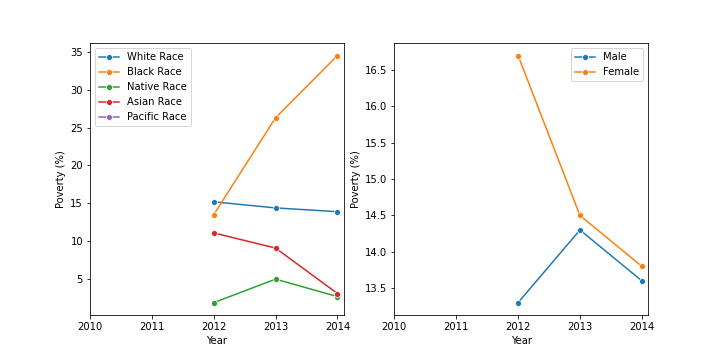 35
30
25
20
15
10
5
Poverty (%)
White Race
Black Race
Native Race
Asian Race
Pacific Race
2010 2011 2012 2013 2014
Year
16.5
16.0
15.5
15.0
14.5
14.0
13.5
Poverty (%)
Male
Female
2010 2011 2012 2013 2014
Year